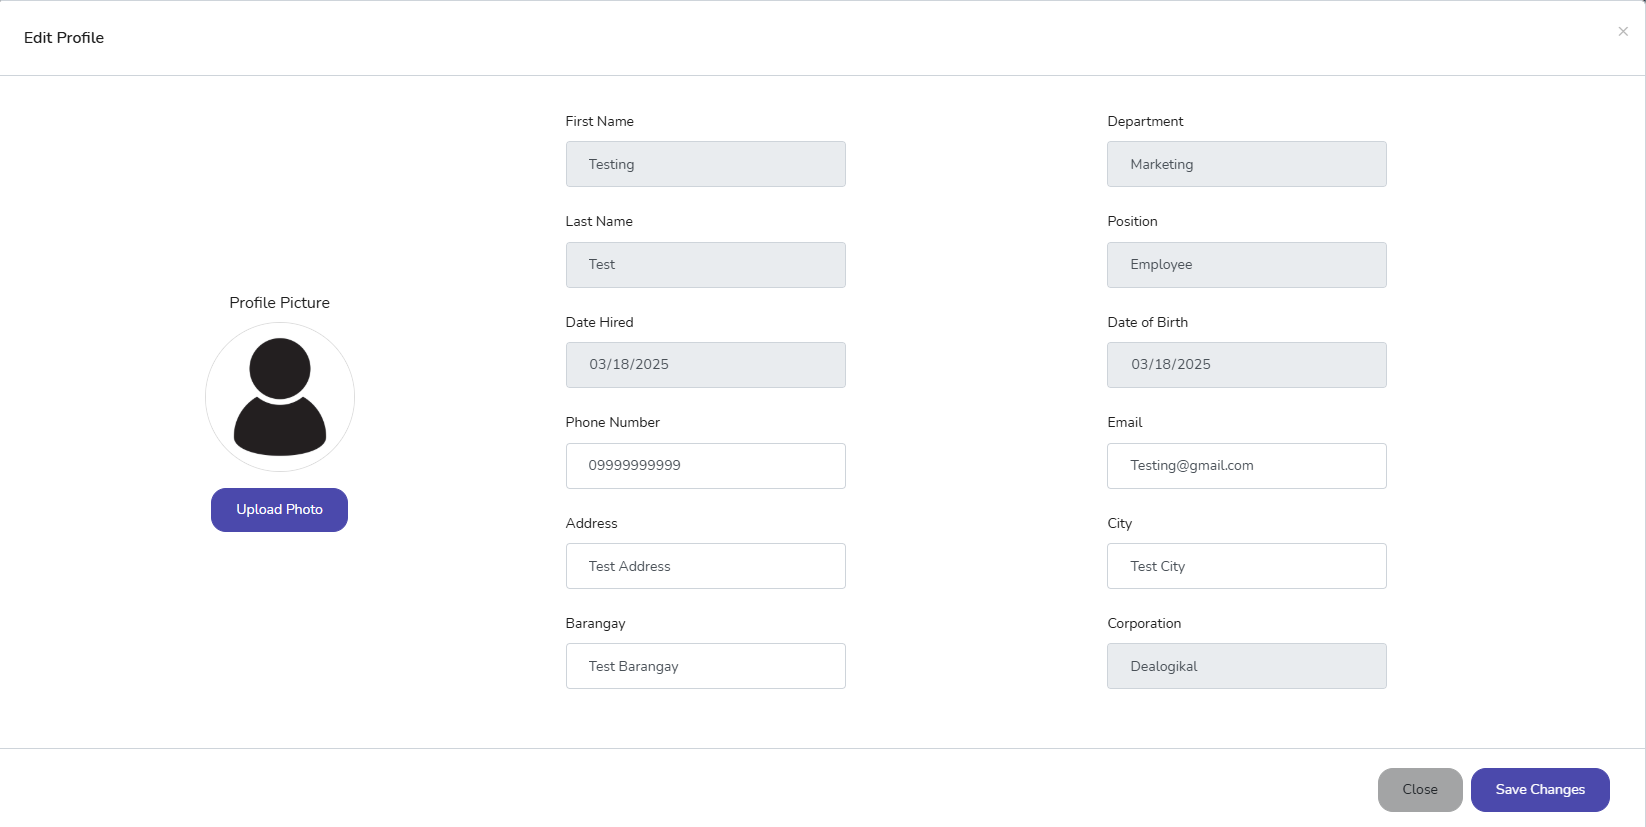 Edit Profile
×
Profile Picture
Upload Photo
First Name
Testing
Last Name
Test
Date Hired
03/18/2025
Phone Number
09999999999
Address
Test Address
Barangay
Test Barangay
Department
Marketing
Position
Employee
Date of Birth
03/18/2025
Email
Testing@gmail.com
City
Test City
Corporation
Dealogikal
Close
Save Changes